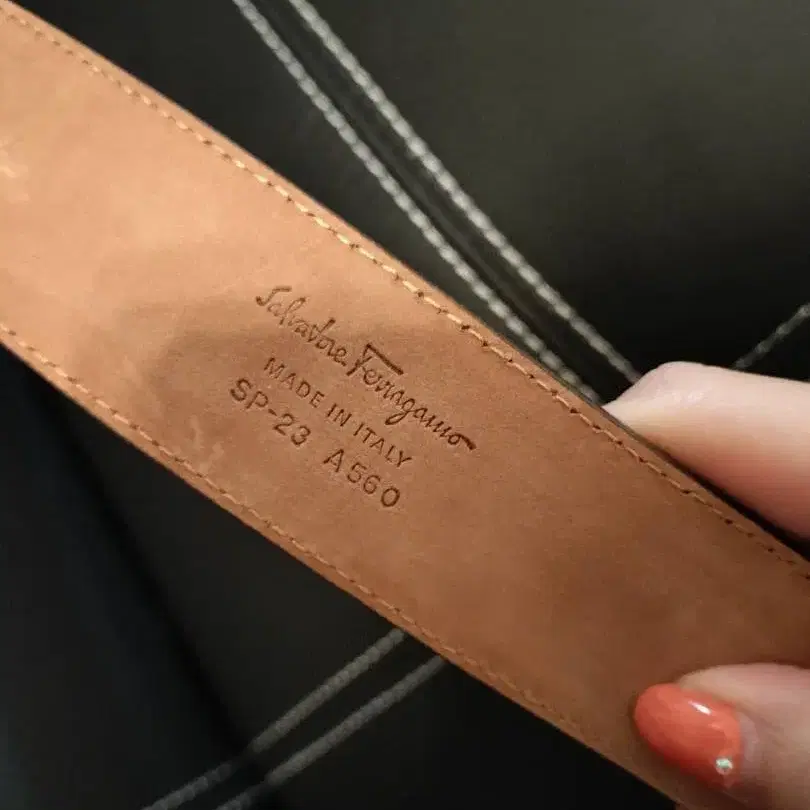 Salvatore Ferragamo
MADE IN ITALY
SP-23 A560